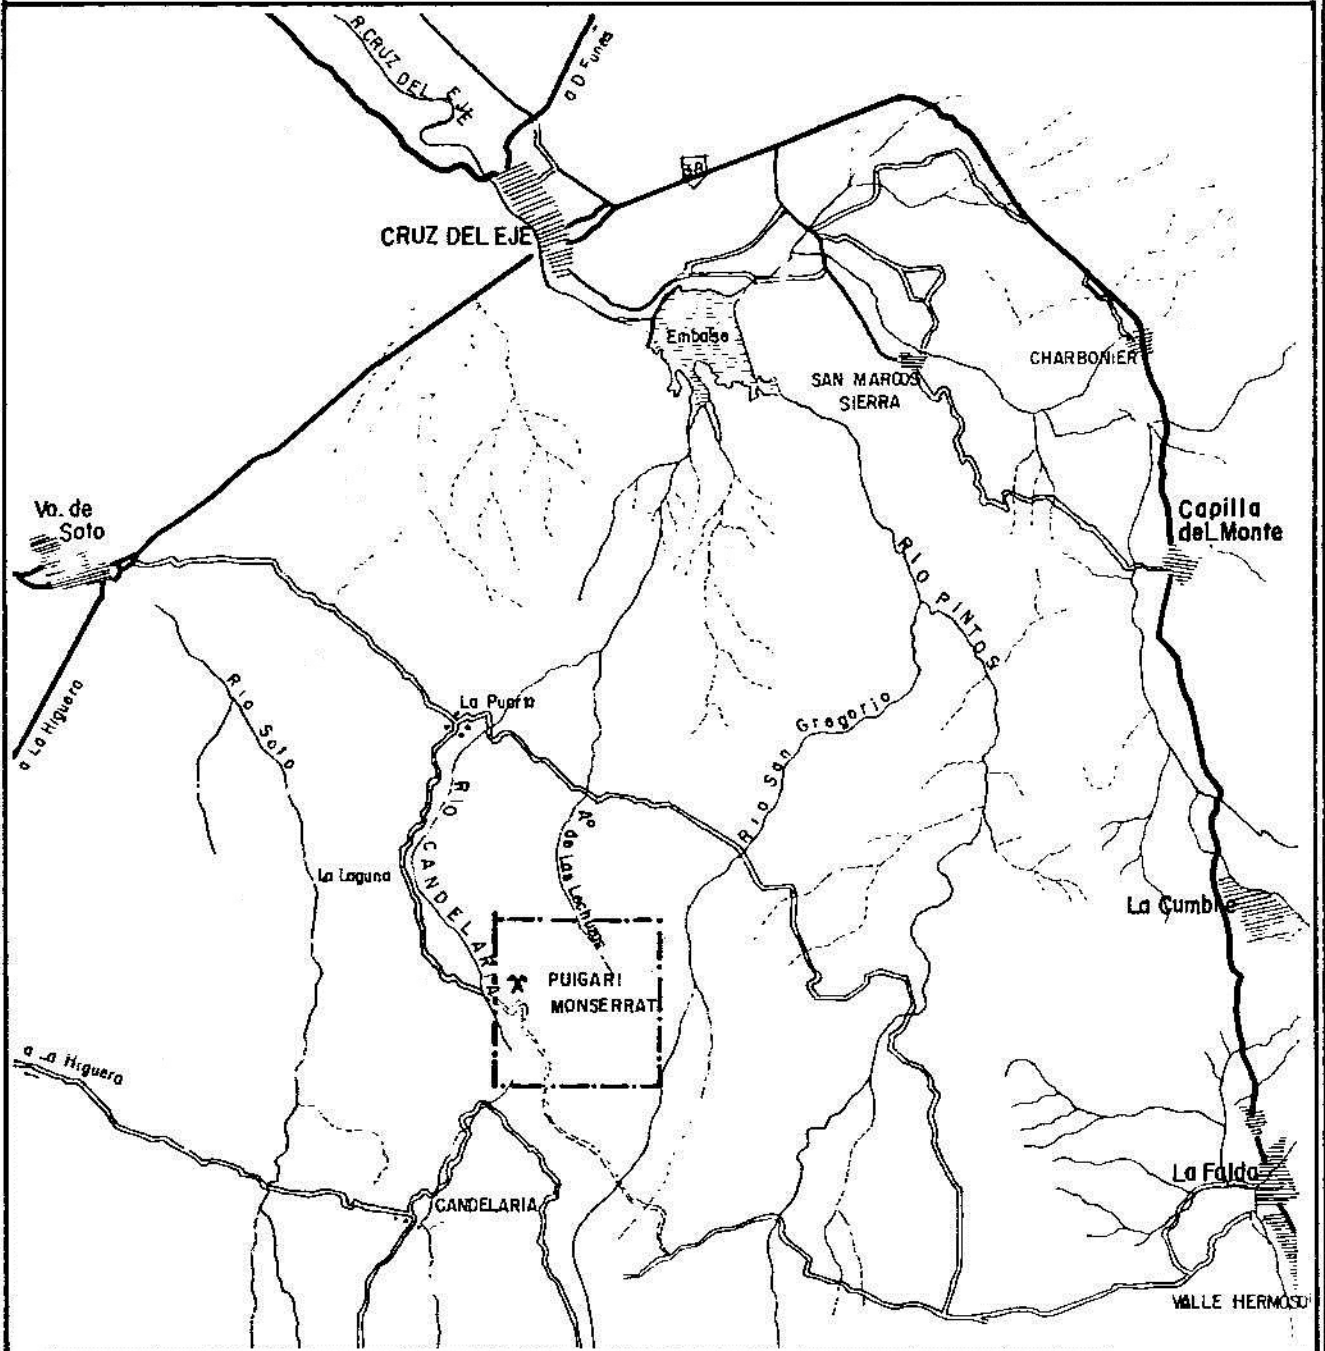 R. CRUZ DEL EJE
a D. Funes
38
CRUZ DEL EJE
Embalse
CHARBONIER
SAN MARCOS
SIERRA
Va. de
Soto
Capilla
del Monte
RIO PINTOS
a La Higuera
Rio Soto
La Puerta
Rio San Gregorio
RIO CANDELARIA
Aº de Las Lechuzas
La Laguna
La Cumbre
PUIGARI
MONSERRAT
a La Higuera
La Falda
CANDELARIA
VALLE HERMOSO